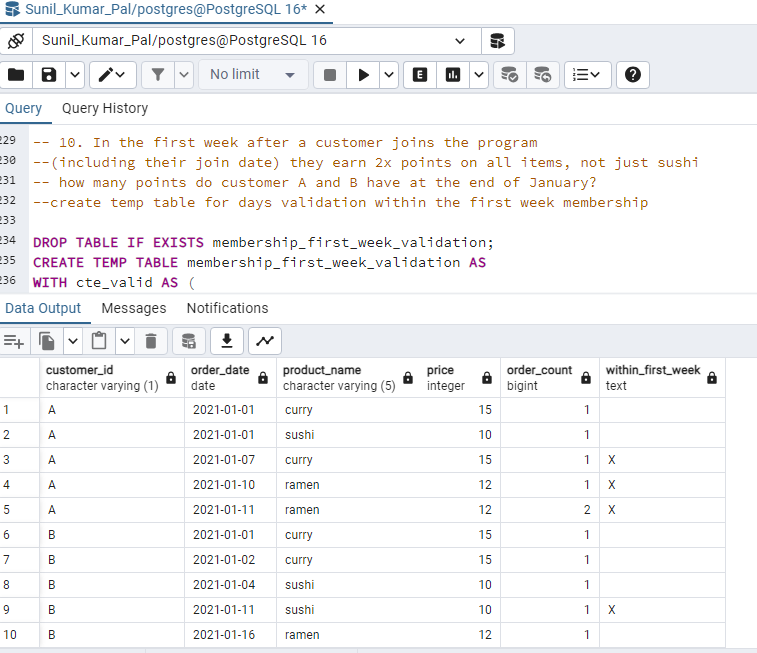 Sunil_Kumar_Pal/postgres@PostgreSQL 16*
Sunil_Kumar_Pal/postgres@PostgreSQL 16
No limit
E
Query Query History
229 -- 10. In the first week after a customer joins the program
230 --(including their join date) they earn 2x points on all items, not just sushi
231 -- how many points do customer A and B have at the end of January?
232 --create temp table for days validation within the first week membership
233
234 DROP TABLE IF EXISTS membership_first_week_validation;
235 CREATE TEMP TABLE membership_first_week_validation AS
236 WITH cte_valid AS (
Data Output Messages Notifications
customer_id order_date product_name price order_count within_first_week
character varying (1) date character varying (5) integer bigint text
1 A 2021-01-01 curry 15 1
2 A 2021-01-01 sushi 10 1
3 A 2021-01-07 curry 15 1 X
4 A 2021-01-10 ramen 12 1 X
5 A 2021-01-11 ramen 12 2 X
6 B 2021-01-01 curry 15 1
7 B 2021-01-02 curry 15 1
8 B 2021-01-04 sushi 10 1
9 B 2021-01-11 sushi 10 1 X
10 B 2021-01-16 ramen 12 1